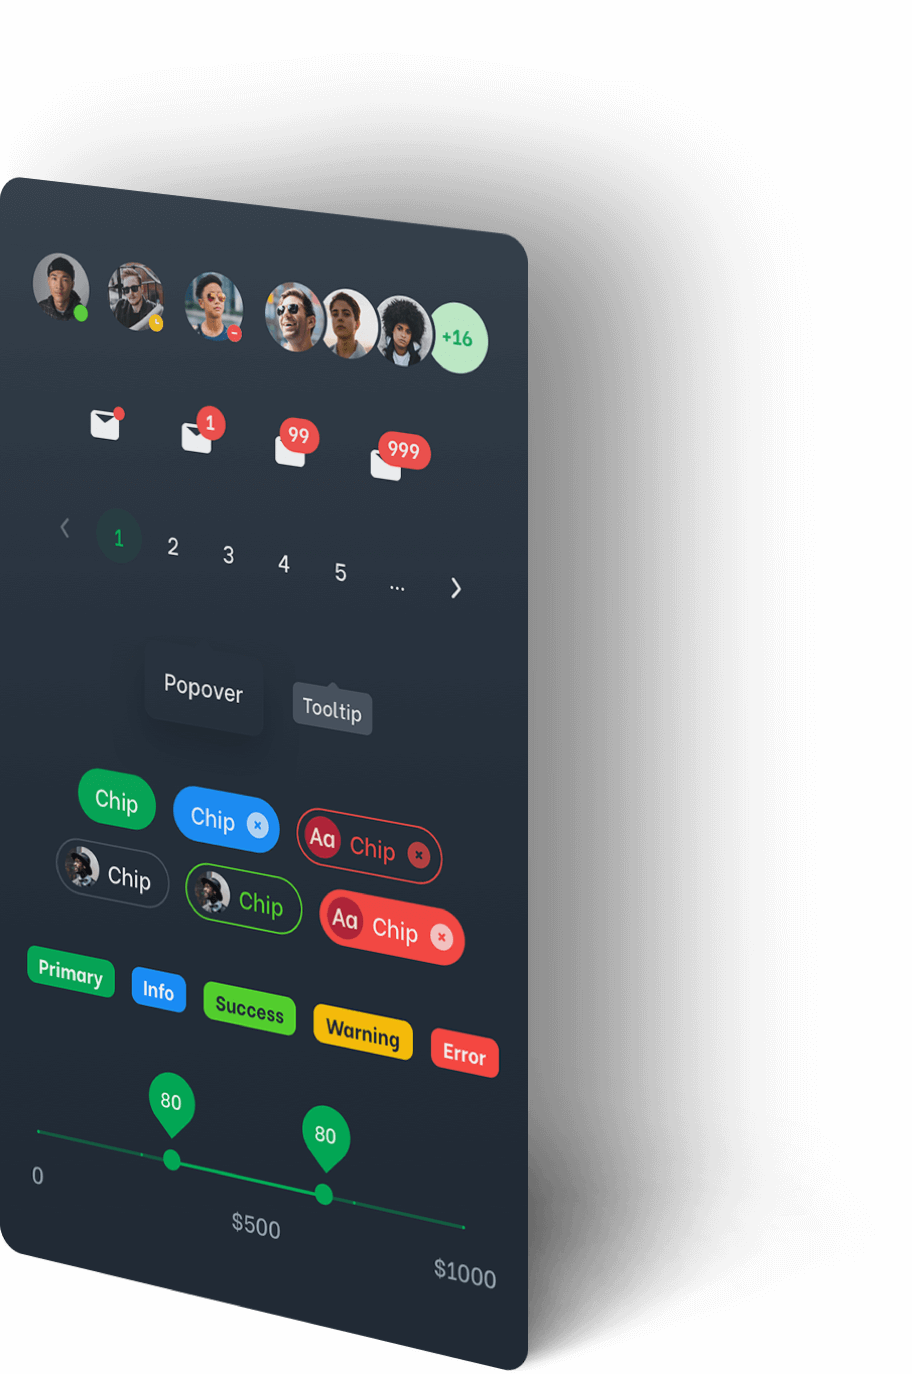 +16
1 99 999
1 2 3 4 5 ...
Popover Tooltip
Chip Chip Aa Chip
Chip Chip Aa Chip
Primary Info Success Warning Error
80 80
0 $500 $1000